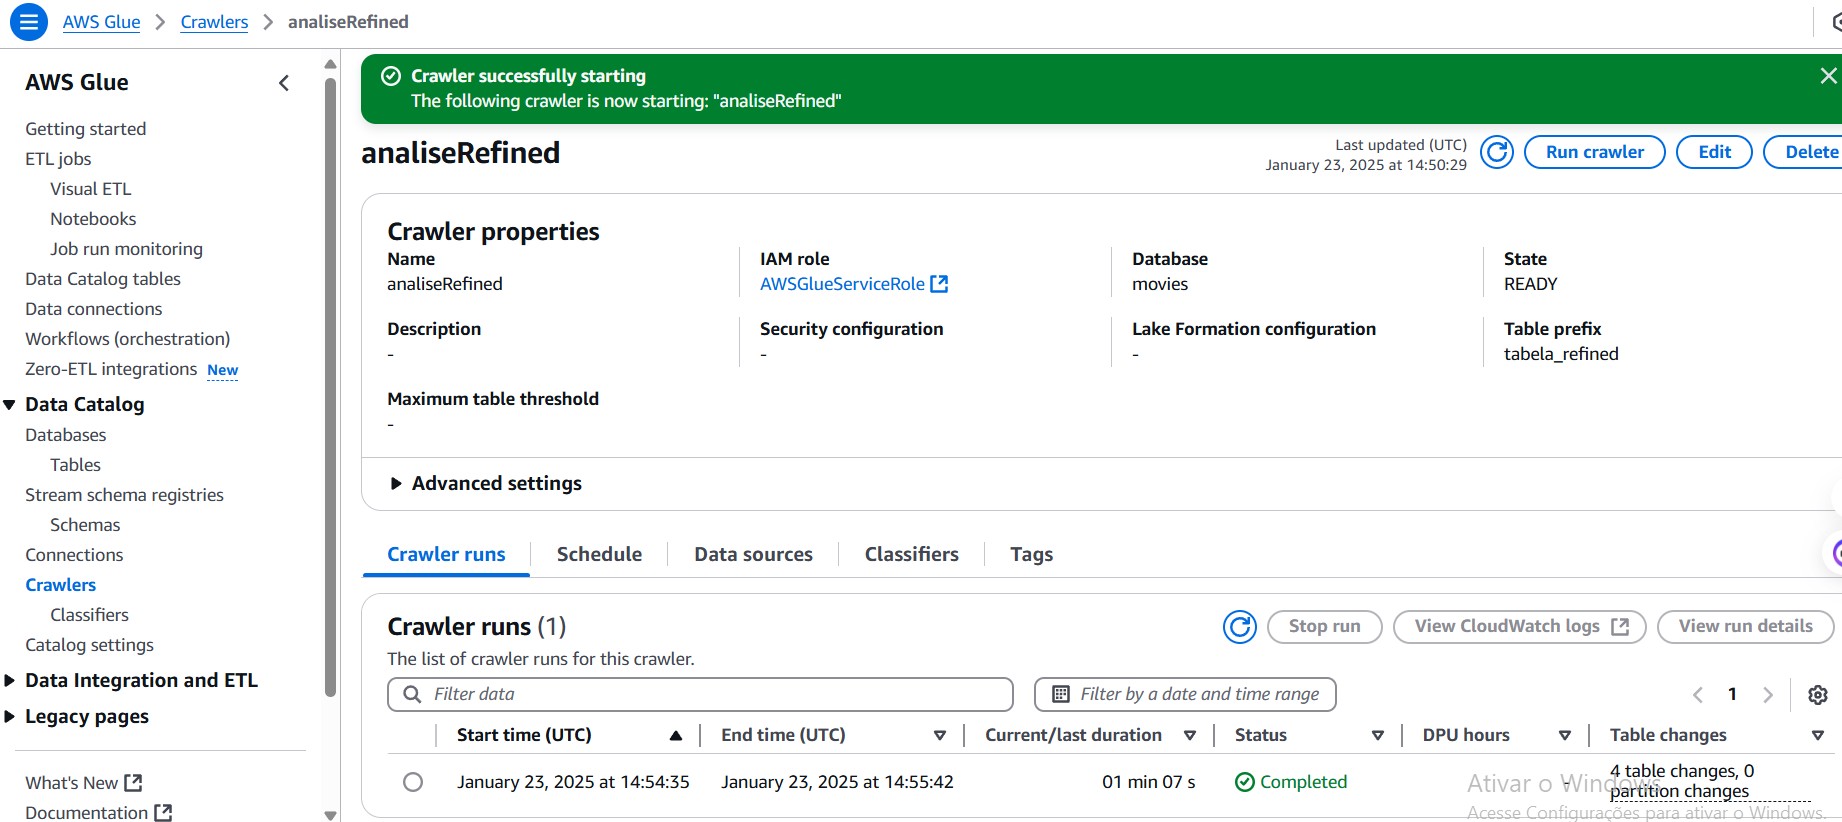 AWS Glue > Crawlers > analiseRefined
AWS Glue
Getting started
ETL jobs
Visual ETL
Notebooks
Job run monitoring
Data Catalog tables
Data connections
Workflows (orchestration)
Zero-ETL integrations New
Data Catalog
Databases
Tables
Stream schema registries
Schemas
Connections
Crawlers
Classifiers
Catalog settings
Data Integration and ETL
Legacy pages
What's New
Documentation
Crawler successfully starting
The following crawler is now starting: "analiseRefined"
analiseRefined
Last updated (UTC)
January 23, 2025 at 14:50:29
Run crawler Edit Delete
Crawler properties
Name IAM role Database State
analiseRefined AWSGlueServiceRole movies READY
Description Security configuration Lake Formation configuration Table prefix
- - - tabela_refined
Maximum table threshold
-
Advanced settings
Crawler runs Schedule Data sources Classifiers Tags
Crawler runs (1) Stop run View CloudWatch logs View run details
The list of crawler runs for this crawler.
Filter data Filter by a date and time range 1
Start time (UTC) End time (UTC) Current/last duration Status DPU hours Table changes
January 23, 2025 at 14:54:35 January 23, 2025 at 14:55:42 01 min 07 s Completed - 4 table changes, 0
partition changes
Ativar o Windows
Acesse Configurações para ativar o Windows.